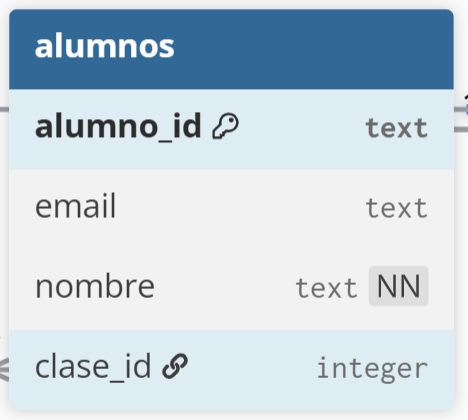 alumnos
alumno_id text
email text
nombre text NN
clase_id integer